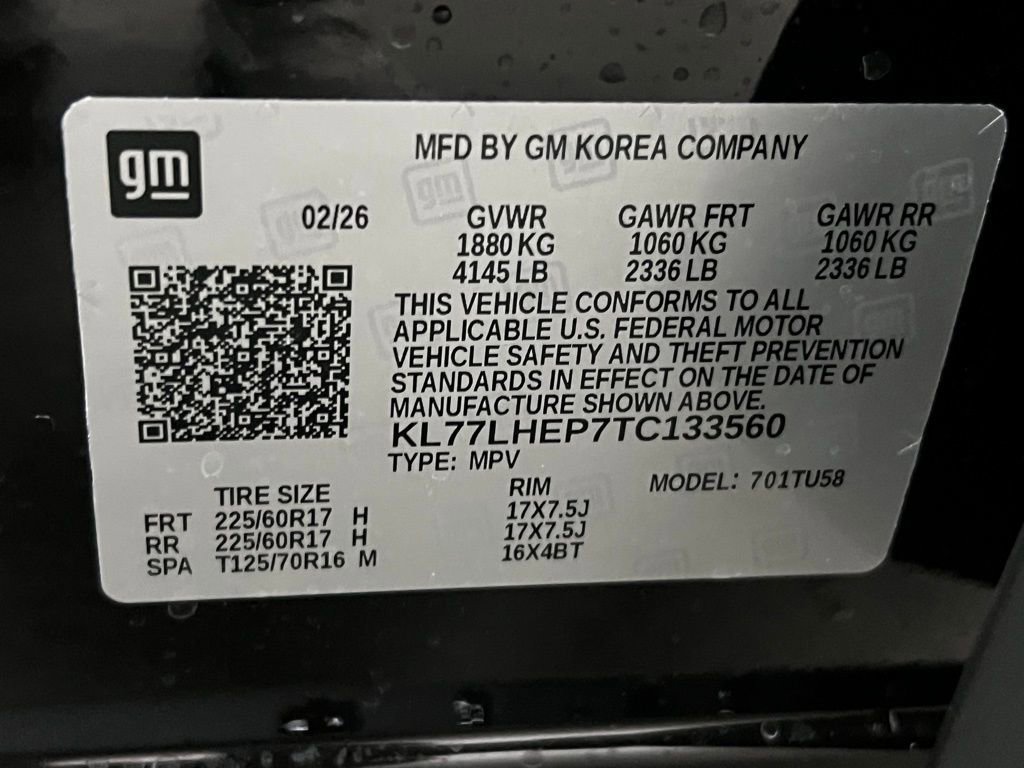 gm
MFD BY GM KOREA COMPANY
02/26 GVWR GAWR FRT GAWR RR
1880 KG 1060 KG 1060 KG
4145 LB 2336 LB 2336 LB
THIS VEHICLE CONFORMS TO ALL
APPLICABLE U.S. FEDERAL MOTOR
VEHICLE SAFETY AND THEFT PREVENTION
STANDARDS IN EFFECT ON THE DATE OF
MANUFACTURE SHOWN ABOVE.
KL77LHEP7TC133560
TYPE: MPV
MODEL: 701TU58
TIRE SIZE RIM
FRT 225/60R17 H 17X7.5J
RR 225/60R17 H 17X7.5J
SPA T125/70R16 M 16X4BT